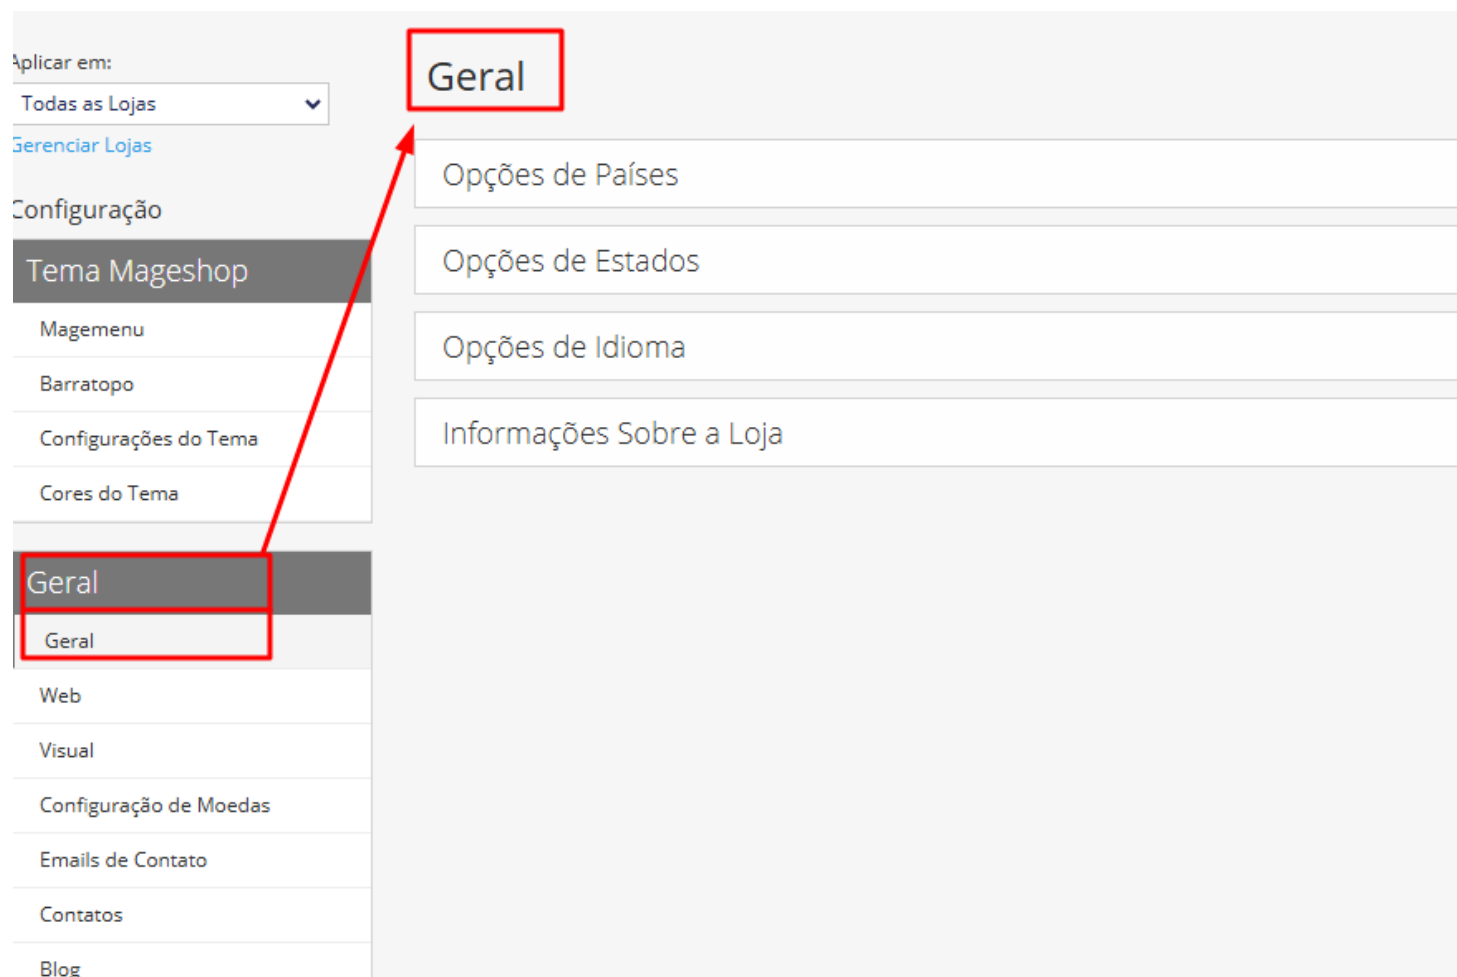 Aplicar em:
Todas as Lojas
Gerenciar Lojas
Configuração
Tema Mageshop
Magemenu
Barratopo
Configurações do Tema
Cores do Tema
Geral
Geral
Web
Visual
Configuração de Moedas
Emails de Contato
Contatos
Blog
Geral
Opções de Países
Opções de Estados
Opções de Idioma
Informações Sobre a Loja